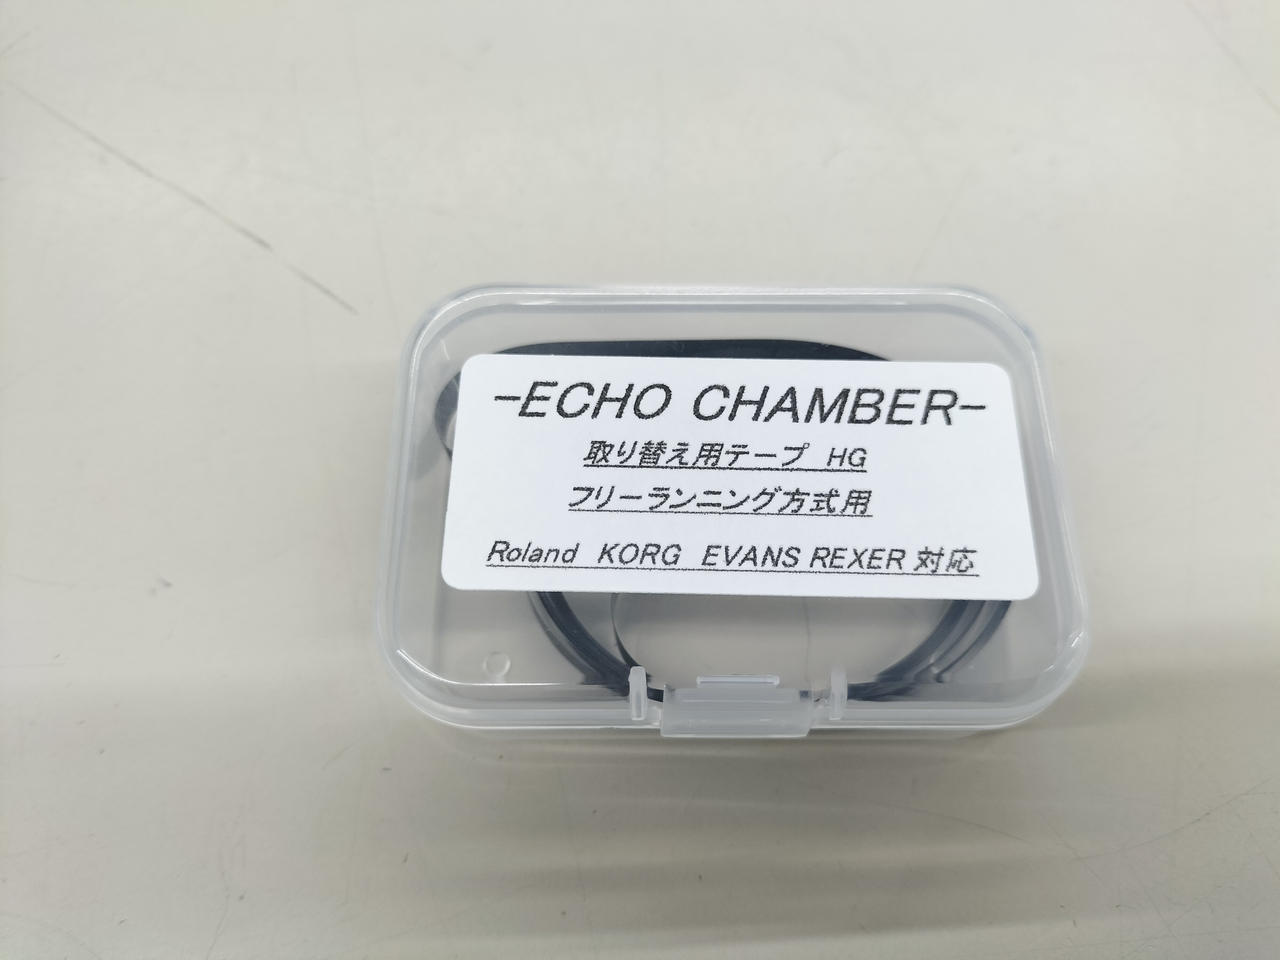 -ECHO CHAMBER-
取り替え用テープ HG
フリーランニング方式用
Roland KORG EVANS REXER 対応